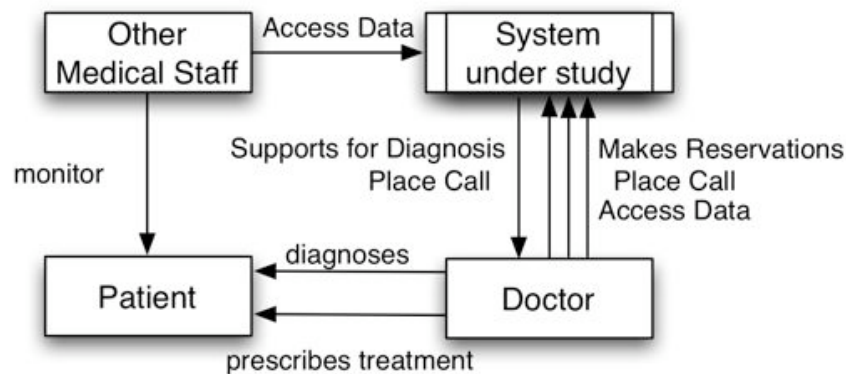 Other
Medical Staff
Access Data
System
under study
monitor
Supports for Diagnosis
Place Call
Makes Reservations
Place Call
Access Data
diagnoses
Patient
Doctor
prescribes treatment